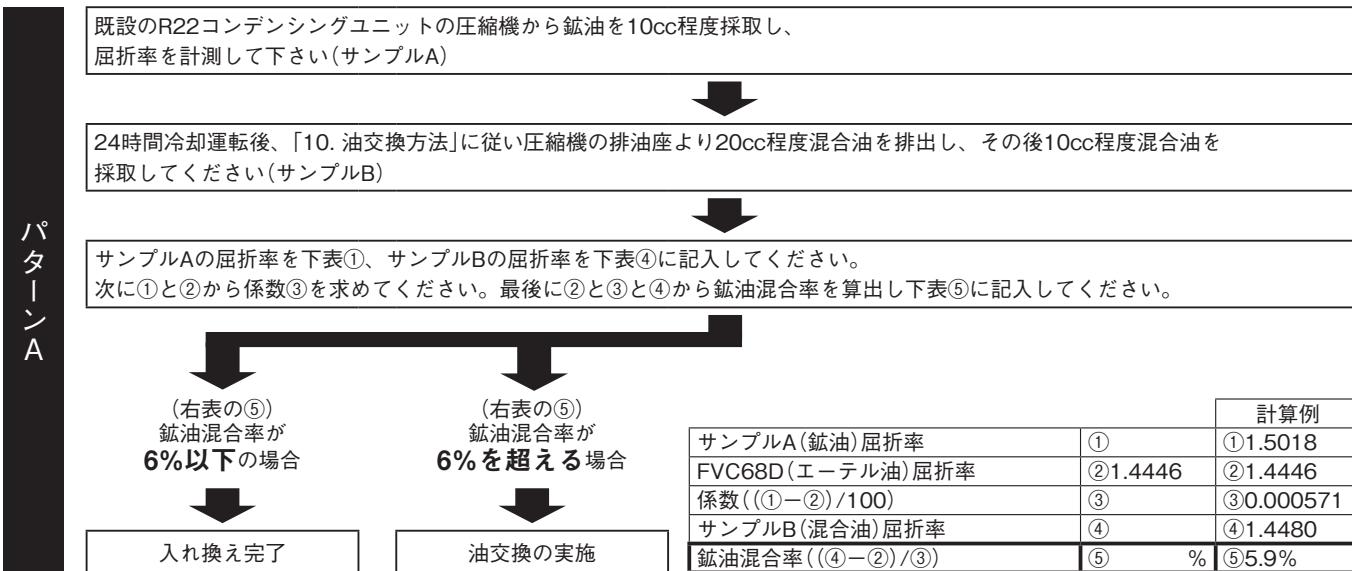 パターンA
既設のR22コンデンシングユニットの圧縮機から鉱油を10cc程度採取し、
屈折率を計測して下さい(サンプルA)
24時間冷却運転後、「10. 油交換方法」に従い圧縮機の排油座より20cc程度混合油を排出し、その後10cc程度混合油を
採取してください(サンプルB)
サンプルAの屈折率を下表①、サンプルBの屈折率を下表④に記入してください。
次に①と②から係数③を求めてください。最後に②と③と④から鉱油混合率を算出し下表⑤に記入してください。
(右表の⑤)
鉱油混合率が
6%以下の場合
入れ換え完了
(右表の⑤)
鉱油混合率が
6%を超える場合
油交換の実施
計算例
サンプルA(鉱油)屈折率 ① ①1.5018
FVC68D(エーテル油)屈折率 ②1.4446 ②1.4446
係数((①−②)/100) ③ ③0.000571
サンプルB(混合油)屈折率 ④ ④1.4480
鉱油混合率((④−②)/③) ⑤ % ⑤5.9%